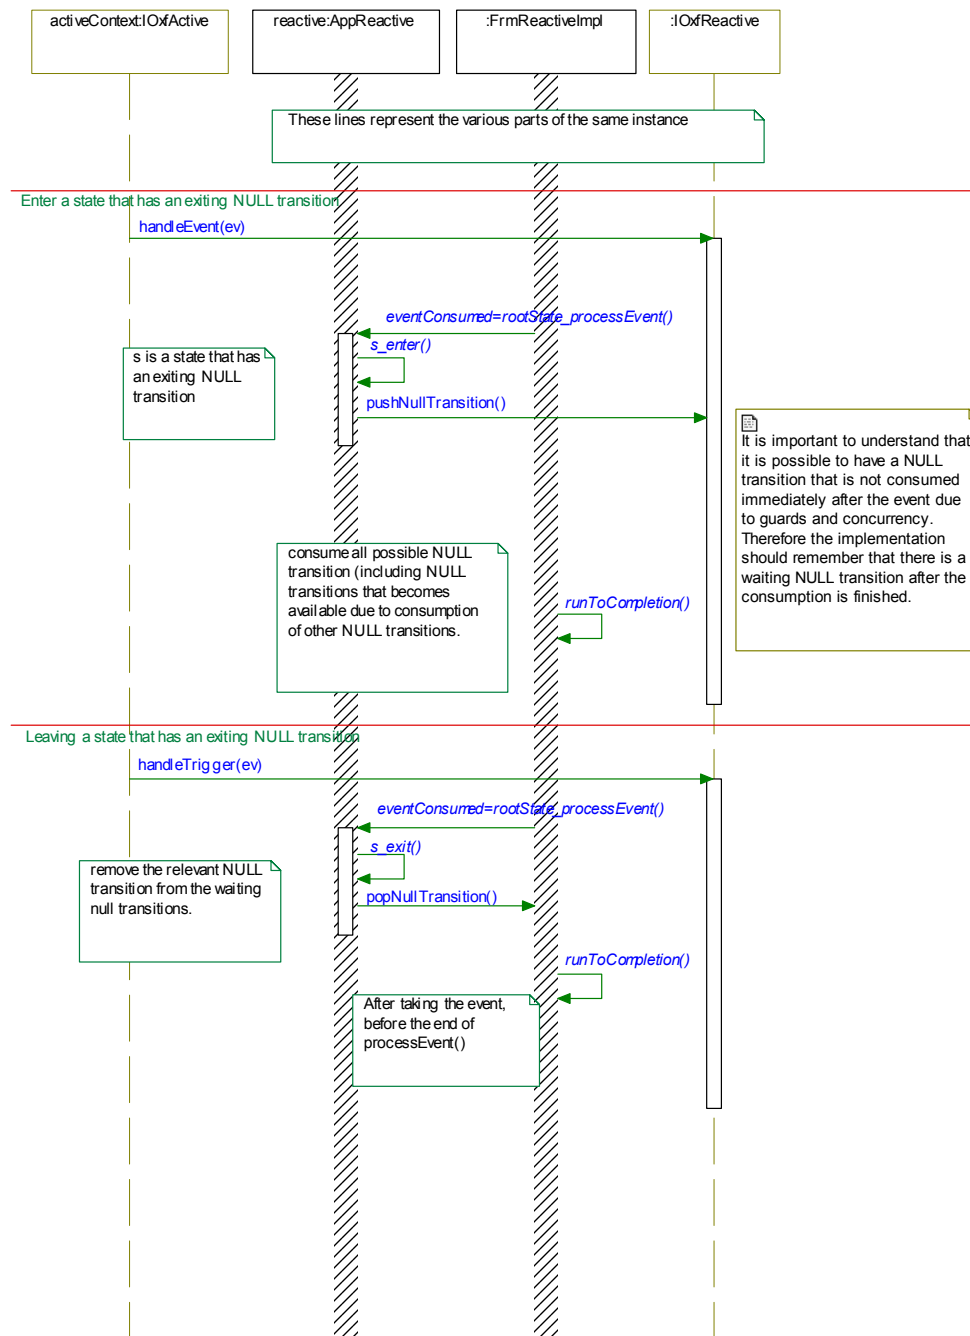 activeContext:IOxfActive
reactive:AppReactive
:FrmReactiveImpl
:IOxfReactive
These lines represent the various parts of the same instance
Enter a state that has an exiting NULL transition
handleEvent(ev)
eventConsumed=rootState_processEvent()
s_enter()
s is a state that has
an exiting NULL
transition
pushNullTransition()
It is important to understand that
it is possible to have a NULL
transition that is not consumed
immediately after the event due
to guards and concurrency.
Therefore the implementation
should remember that there is a
waiting NULL transition after the
consumption is finished.
consume all possible NULL
transition (including NULL
transitions that becomes
available due to consumption
of other NULL transitions.
runToCompletion()
Leaving a state that has an exiting NULL transition
handleTrigger(ev)
eventConsumed=rootState_processEvent()
s_exit()
remove the relevant NULL
transition from the waiting
null transitions.
popNullTransition()
runToCompletion()
After taking the event,
before the end of
processEvent()